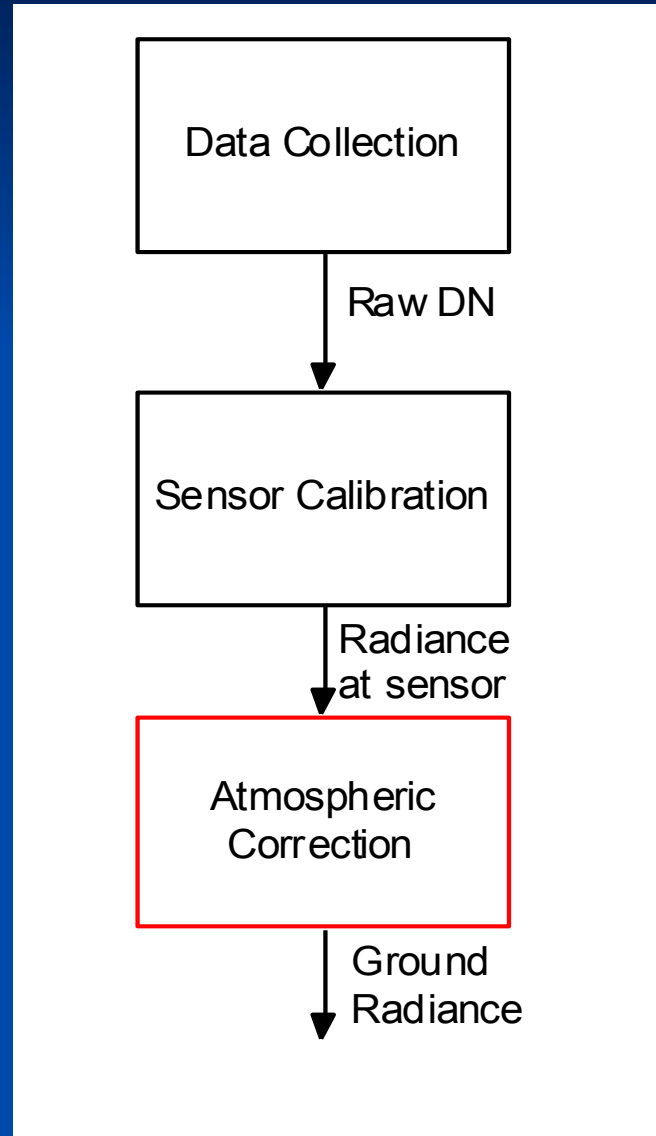 Data Collection
Raw DN
Sensor Calibration
Radiance
at sensor
Atmospheric
Correction
Ground
Radiance